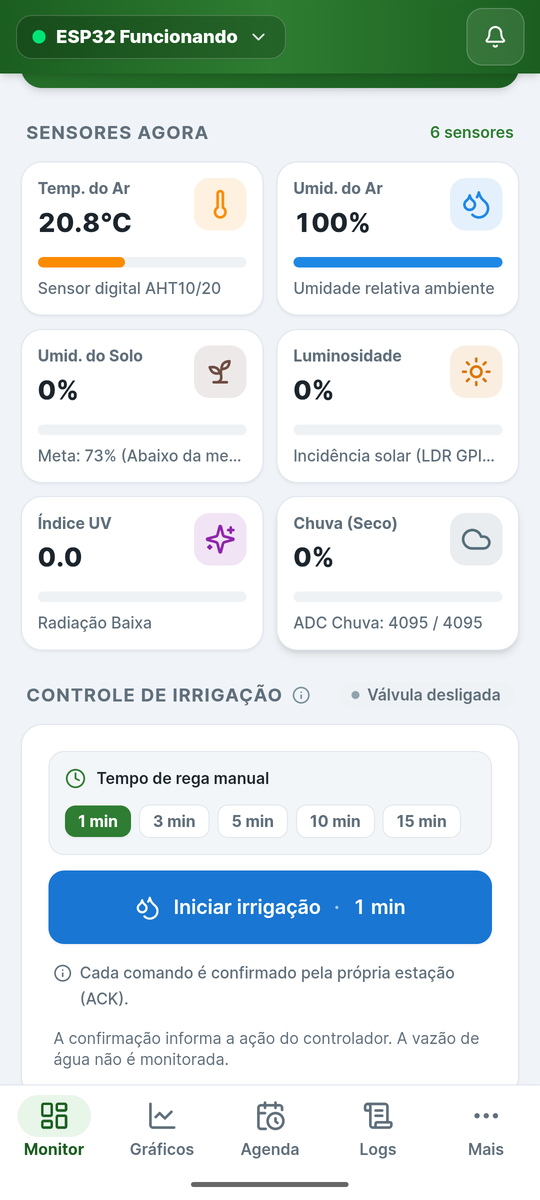 ESP32 Funcionando
SENSORES AGORA
6 sensores
Temp. do Ar
20.8°C
Sensor digital AHT10/20
Umid. do Ar
100%
Umidade relativa ambiente
Umid. do Solo
0%
Meta: 73% (Abaixo da me...
Luminosidade
0%
Incidência solar (LDR GPI...
Índice UV
0.0
Radiação Baixa
Chuva (Seco)
0%
ADC Chuva: 4095 / 4095
CONTROLE DE IRRIGAÇÃO
Válvula desligada
Tempo de rega manual
1 min
3 min
5 min
10 min
15 min
Iniciar irrigação · 1 min
Cada comando é confirmado pela própria estação
(ACK).
A confirmação informa a ação do controlador. A vazão de
água não é monitorada.
Monitor
Gráficos
Agenda
Logs
Mais